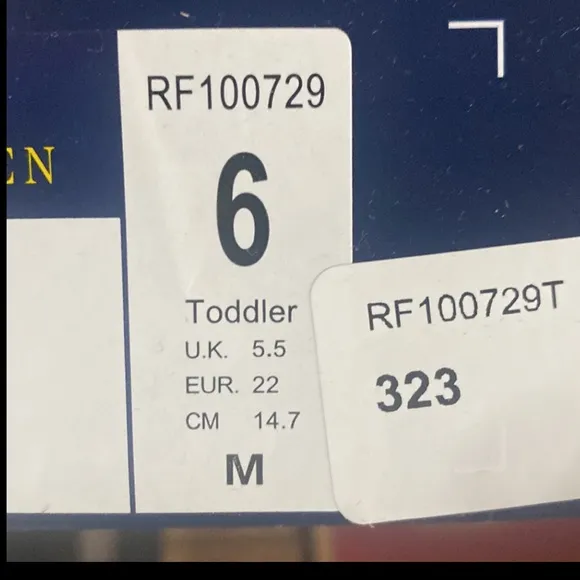 EN
RF100729
6
Toddler
U.K. 5.5
EUR. 22
CM 14.7
M
RF100729T
323